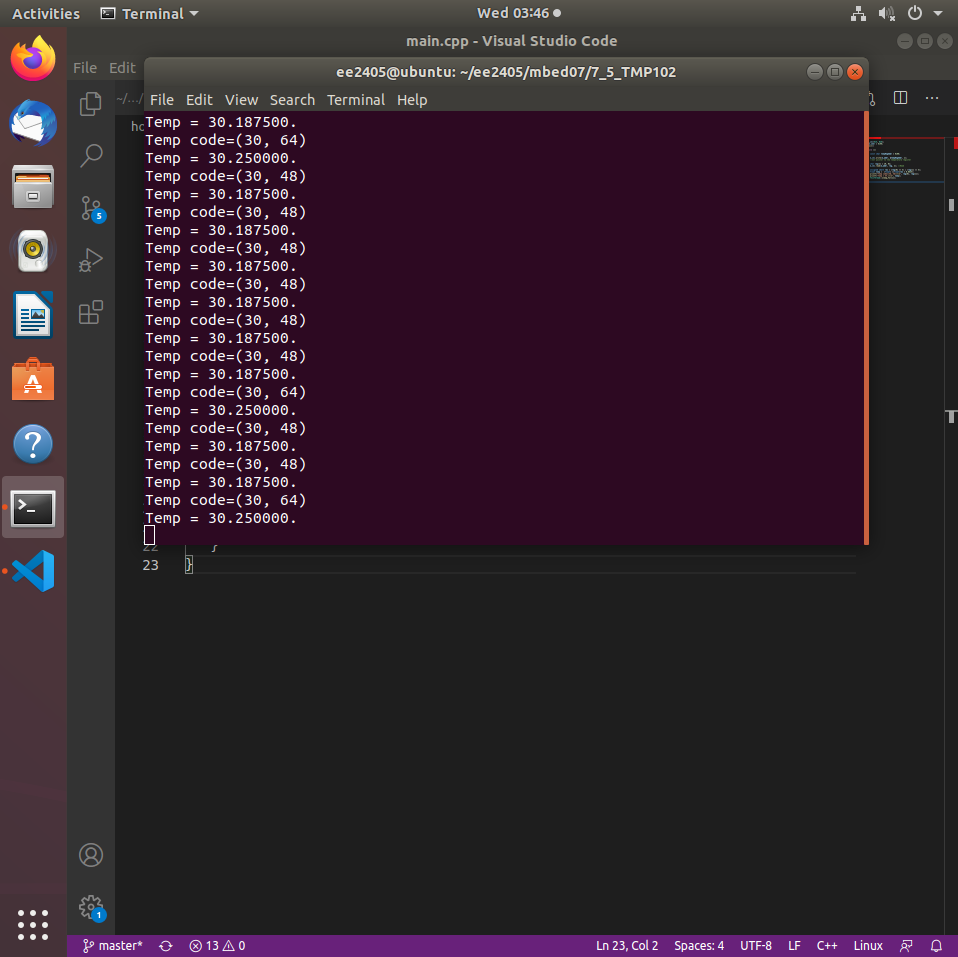 Activities Terminal Wed 03:46
main.cpp - Visual Studio Code
File Edit
ee2405@ubuntu: ~/ee2405/mbed07/7_5_TMP102
File Edit View Search Terminal Help
~/.../
Temp = 30.187500.
Temp code=(30, 64)
Temp = 30.250000.
Temp code=(30, 48)
Temp = 30.187500.
Temp code=(30, 48)
Temp = 30.187500.
Temp code=(30, 48)
Temp = 30.187500.
Temp code=(30, 48)
Temp = 30.187500.
Temp code=(30, 48)
Temp = 30.187500.
Temp code=(30, 48)
Temp = 30.187500.
Temp code=(30, 64)
Temp = 30.250000.
Temp code=(30, 48)
Temp = 30.187500.
Temp code=(30, 48)
Temp = 30.187500.
Temp code=(30, 64)
Temp = 30.250000.
22 }
23 }
5
1
master* 13 0 Ln 23, Col 2 Spaces: 4 UTF-8 LF C++ Linux